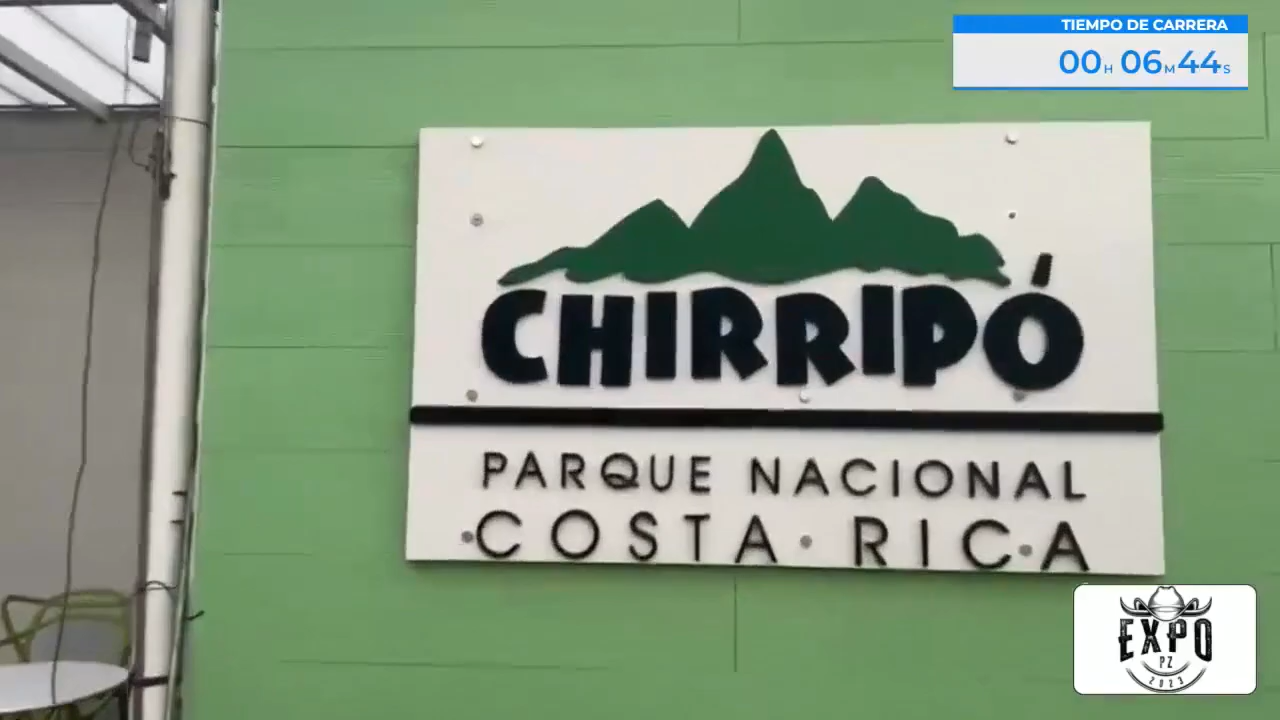 TIEMPO DE CARRERA
00H 06M 44S
CHIRRIPÓ
PARQUE NACIONAL
COSTA RICA
EXPO
PZ
2023